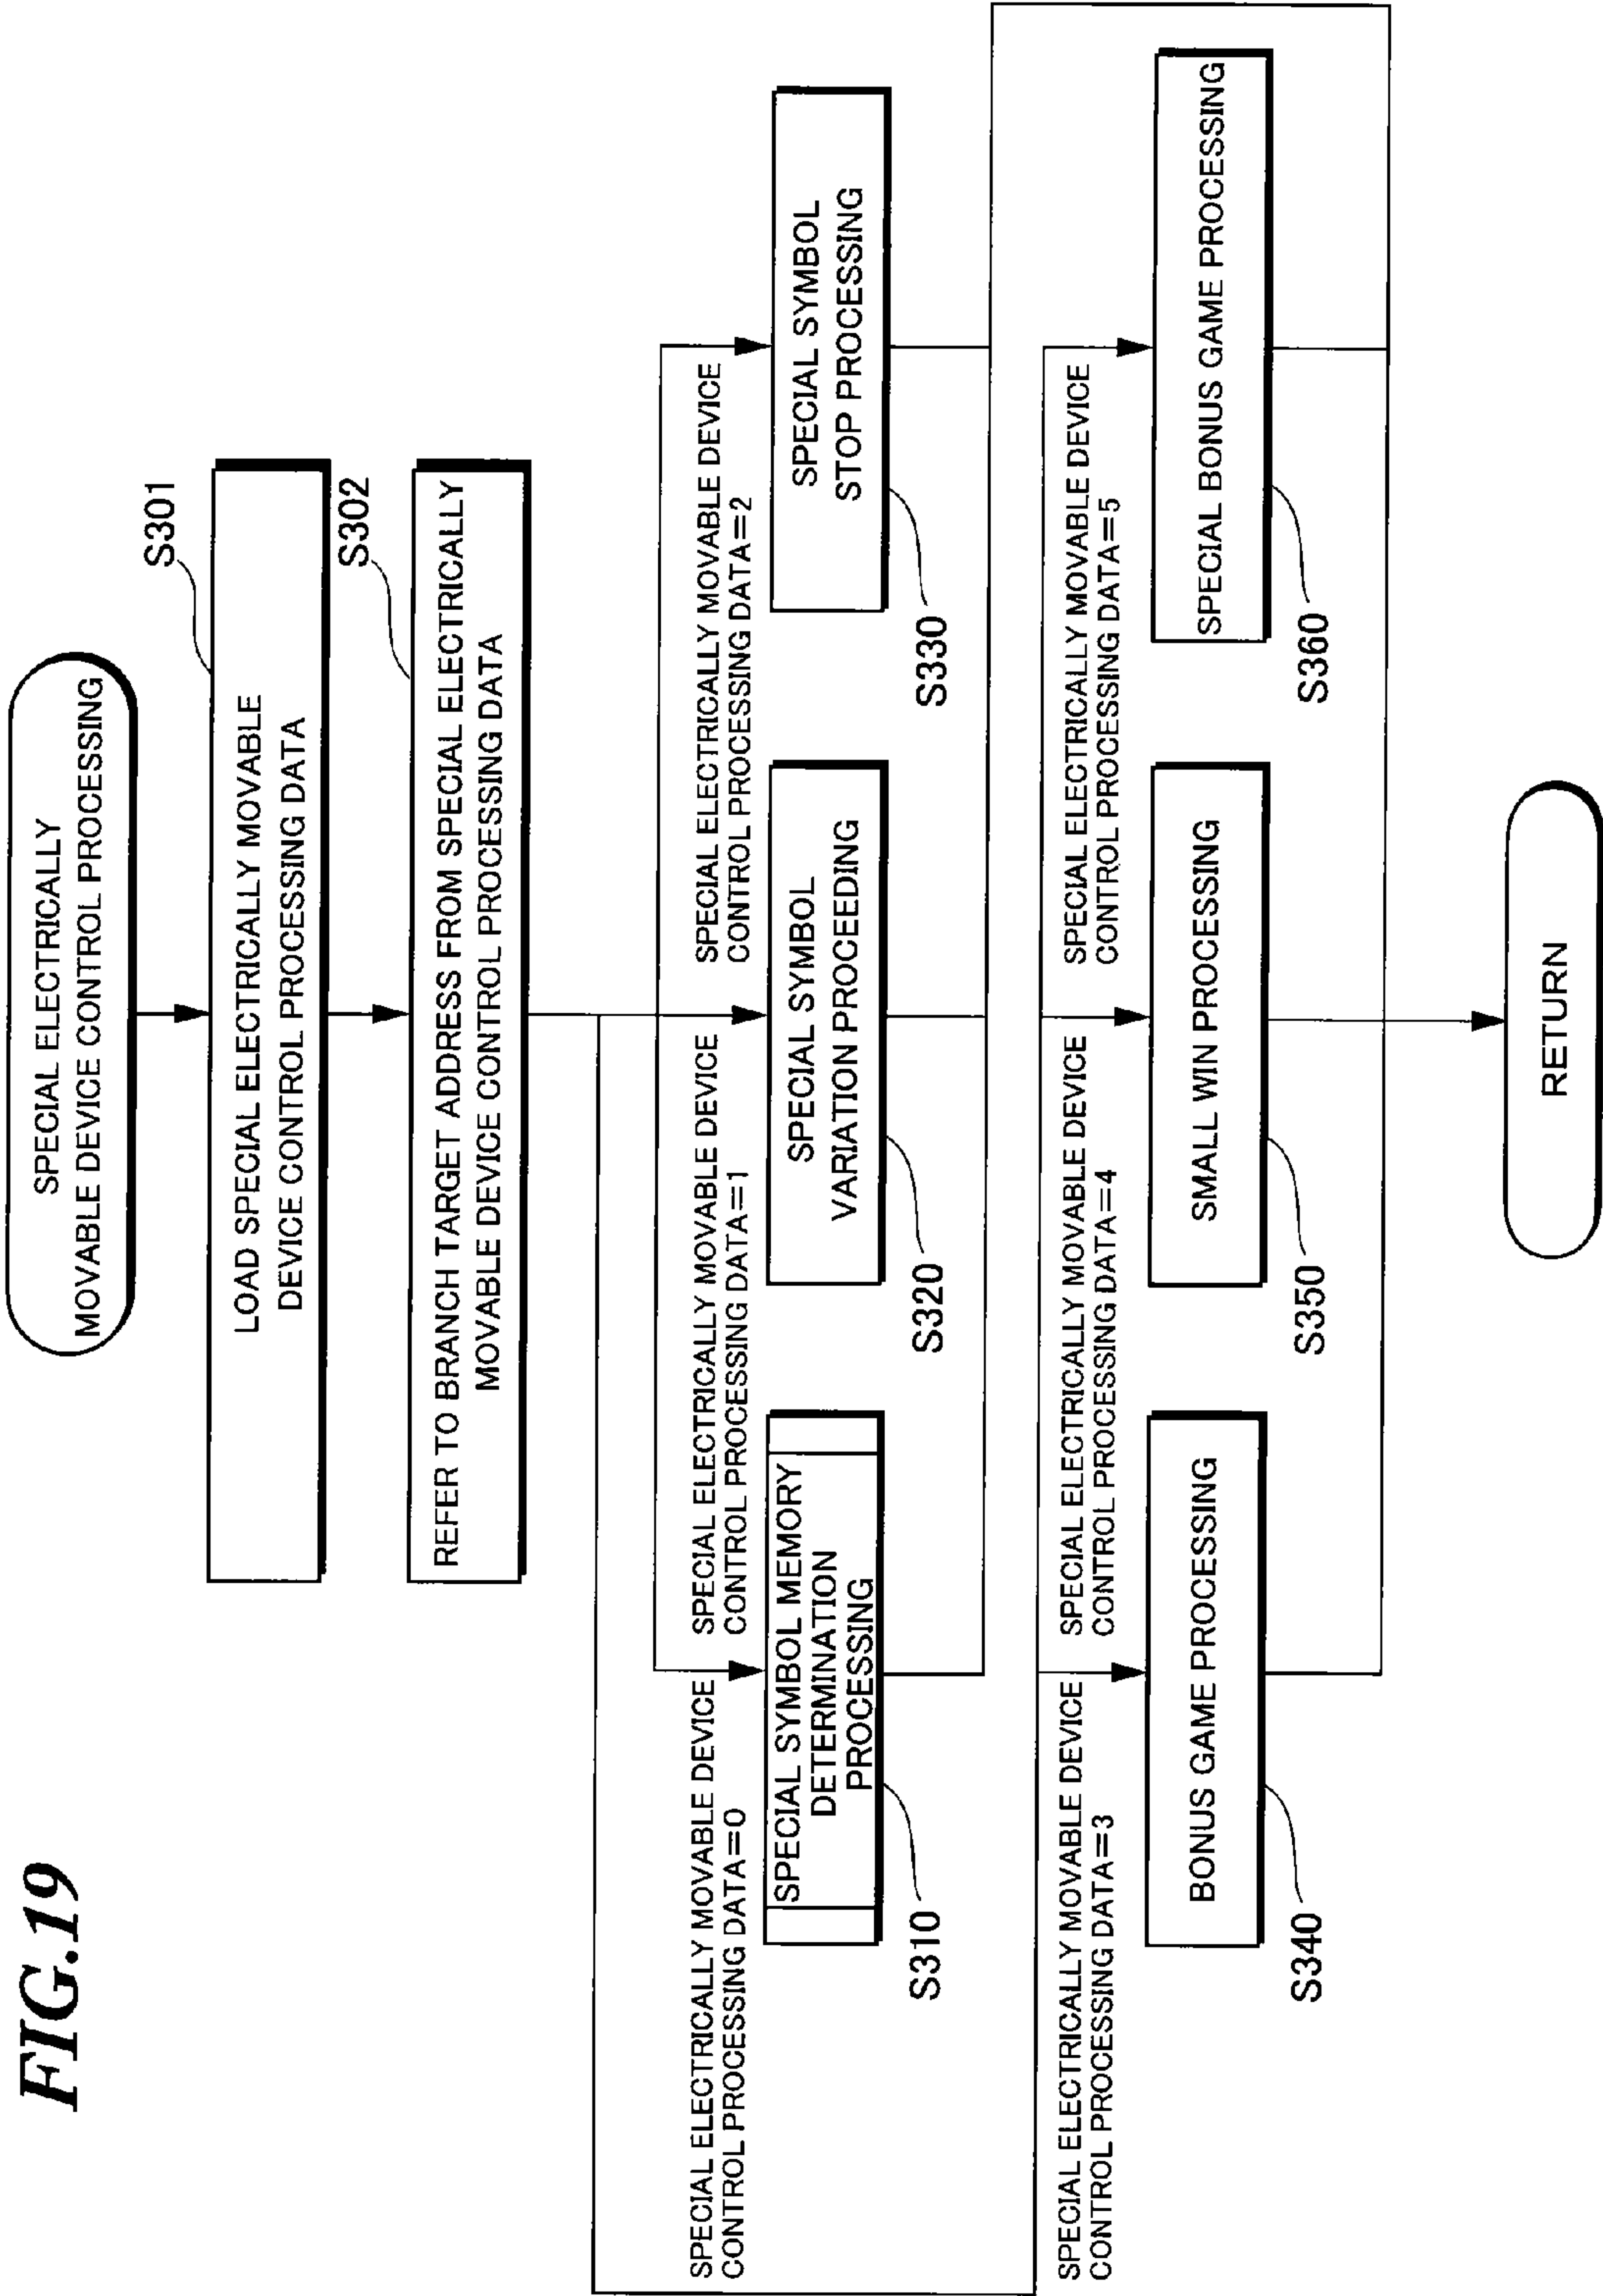 FIG.19
SPECIAL ELECTRICALLY
MOVABLE DEVICE CONTROL PROCESSING
S301
LOAD SPECIAL ELECTRICALLY MOVABLE
DEVICE CONTROL PROCESSING DATA
S302
REFER TO BRANCH TARGET ADDRESS FROM SPECIAL ELECTRICALLY
MOVABLE DEVICE CONTROL PROCESSING DATA
SPECIAL ELECTRICALLY MOVABLE DEVICE
CONTROL PROCESSING DATA=0
SPECIAL ELECTRICALLY MOVABLE DEVICE
CONTROL PROCESSING DATA=1
SPECIAL ELECTRICALLY MOVABLE DEVICE
CONTROL PROCESSING DATA=2
SPECIAL SYMBOL MEMORY
DETERMINATION
PROCESSING
S310
SPECIAL SYMBOL
VARIATION PROCEEDING
S320
SPECIAL SYMBOL
STOP PROCESSING
S330
SPECIAL ELECTRICALLY MOVABLE DEVICE
CONTROL PROCESSING DATA=3
SPECIAL ELECTRICALLY MOVABLE DEVICE
CONTROL PROCESSING DATA=4
SPECIAL ELECTRICALLY MOVABLE DEVICE
CONTROL PROCESSING DATA=5
BONUS GAME PROCESSING
S340
SMALL WIN PROCESSING
S350
SPECIAL BONUS GAME PROCESSING
S360
RETURN